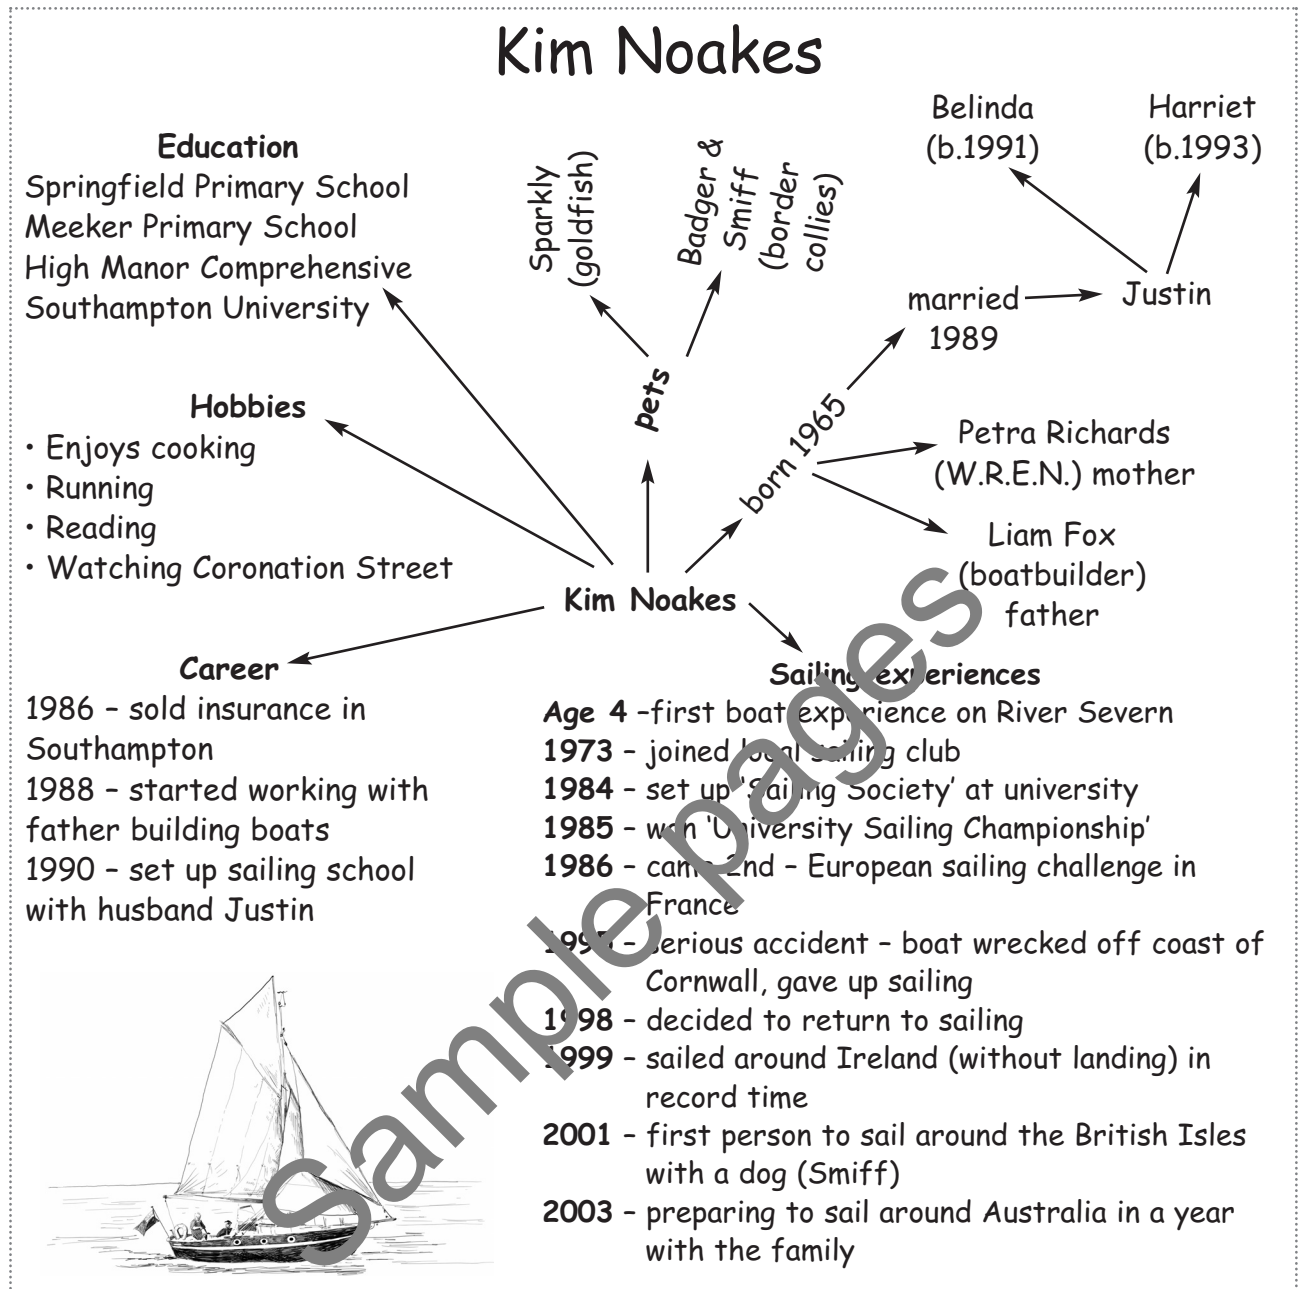 Kim Noakes
Education
Springfield Primary School
Meeker Primary School
High Manor Comprehensive
Southampton University
Sparkly
(goldfish)
Badger &
Smiff
(border
collies)
Belinda
(b.1991)
Harriet
(b.1993)
married
1989
Justin
pets
born 1965
Hobbies
• Enjoys cooking
• Running
• Reading
• Watching Coronation Street
Petra Richards
(W.R.E.N.) mother
Liam Fox
(boatbuilder)
father
Kim Noakes
Career
1986 – sold insurance in
Southampton
1988 – started working with
father building boats
1990 – set up sailing school
with husband Justin
Sailing experiences
Age 4 –first boat experience on River Severn
1973 – joined local sailing club
1984 – set up ‘Sailing Society’ at university
1985 – won ‘University Sailing Championship’
1986 – came 2nd – European sailing challenge in
France
– serious accident – boat wrecked off coast of
Cornwall, gave up sailing
1998 – decided to return to sailing
1999 – sailed around Ireland (without landing) in
record time
2001 – first person to sail around the British Isles
with a dog (Smiff)
2003 – preparing to sail around Australia in a year
with the family
Sample pages